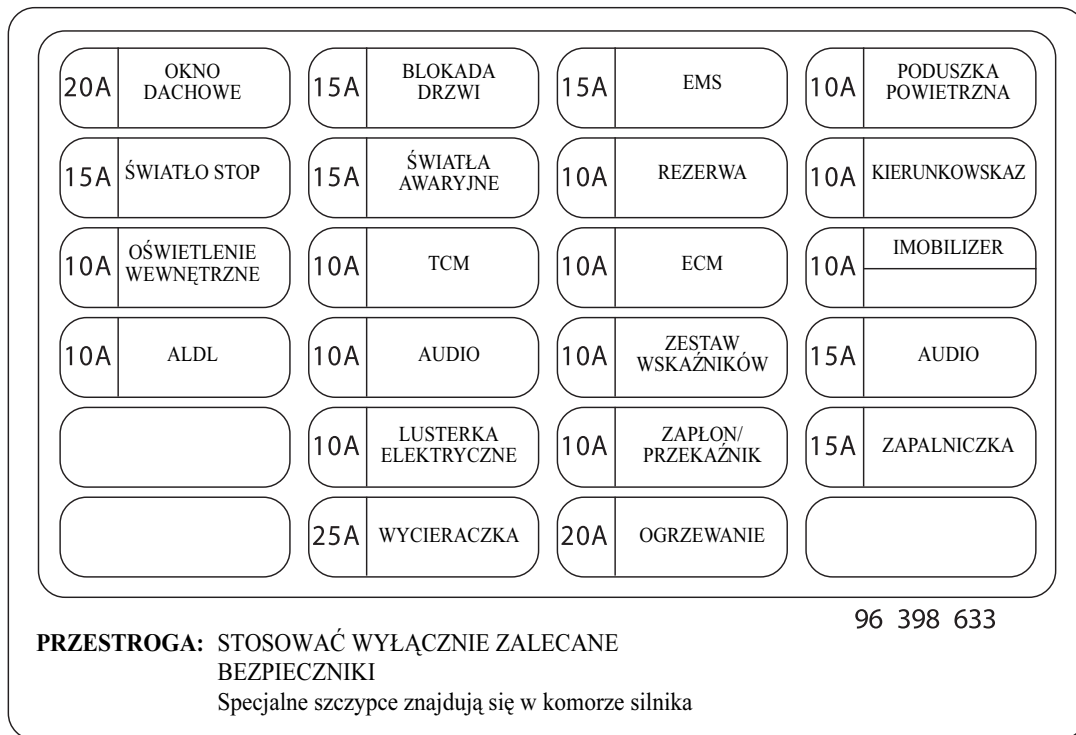 20A OKNO
DACHOWE
15A BLOKADA
DRZWI
15A EMS
10A PODUSZKA
POWIETRZNA
15A ŚWIATŁO STOP
15A ŚWIATŁA
AWARYJNE
10A REZERWA
10A KIERUNKOWSKAZ
10A OŚWIETLENIE
WEWNĘTRZNE
10A TCM
10A ECM
10A IMOBILIZER
10A ALDL
10A AUDIO
10A ZESTAW
WSKAŹNIKÓW
15A AUDIO
10A LUSTERKA
ELEKTRYCZNE
10A ZAPŁON/
PRZEKAŹNIK
15A ZAPALNICZKA
25A WYCIERACZKA
20A OGRZEWANIE
96 398 633
PRZESTROGA: STOSOWAĆ WYŁĄCZNIE ZALECANE
BEZPIECZNIKI
Specjalne szczypce znajdują się w komorze silnika